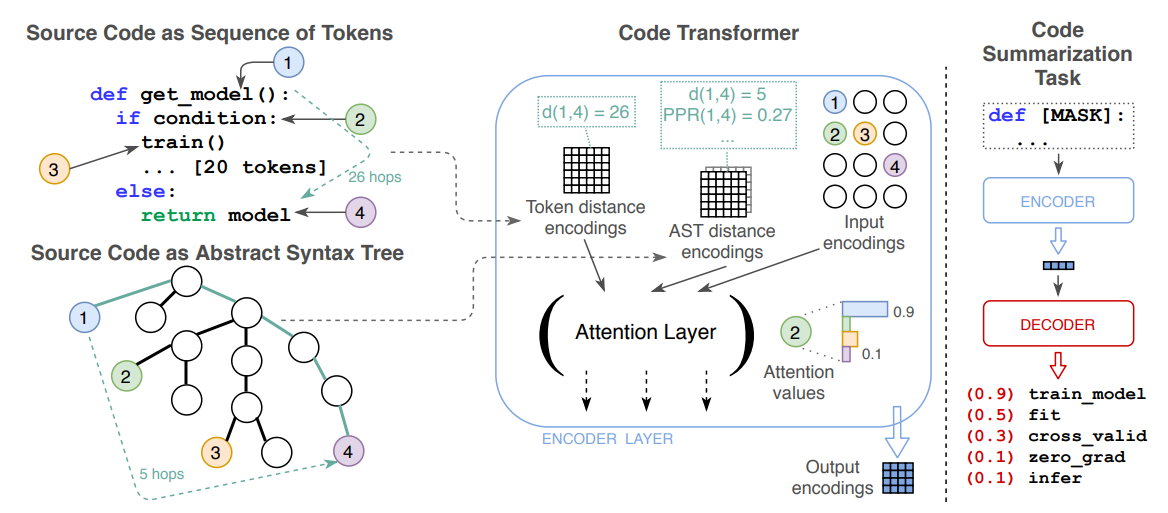 Source Code as Sequence of Tokens
1
def get_model():
if condition:
2
train()
3
... [20 tokens]
26 hops
else:
return model
4
Source Code as Abstract Syntax Tree
1
2
3
4
5 hops
Code Transformer
d(1,4) = 26
d(1,4) = 5
PPR(1,4) = 0.27
...
1
2 3
4
Token distance
encodings
AST distance
encodings
Input
encodings
( Attention Layer )
2
0.9
0.1
Attention
values
ENCODER LAYER
Output
encodings
Code
Summarization
Task
def [MASK]:
...
ENCODER
DECODER
(0.9) train_model
(0.5) fit
(0.3) cross_valid
(0.1) zero_grad
(0.1) infer